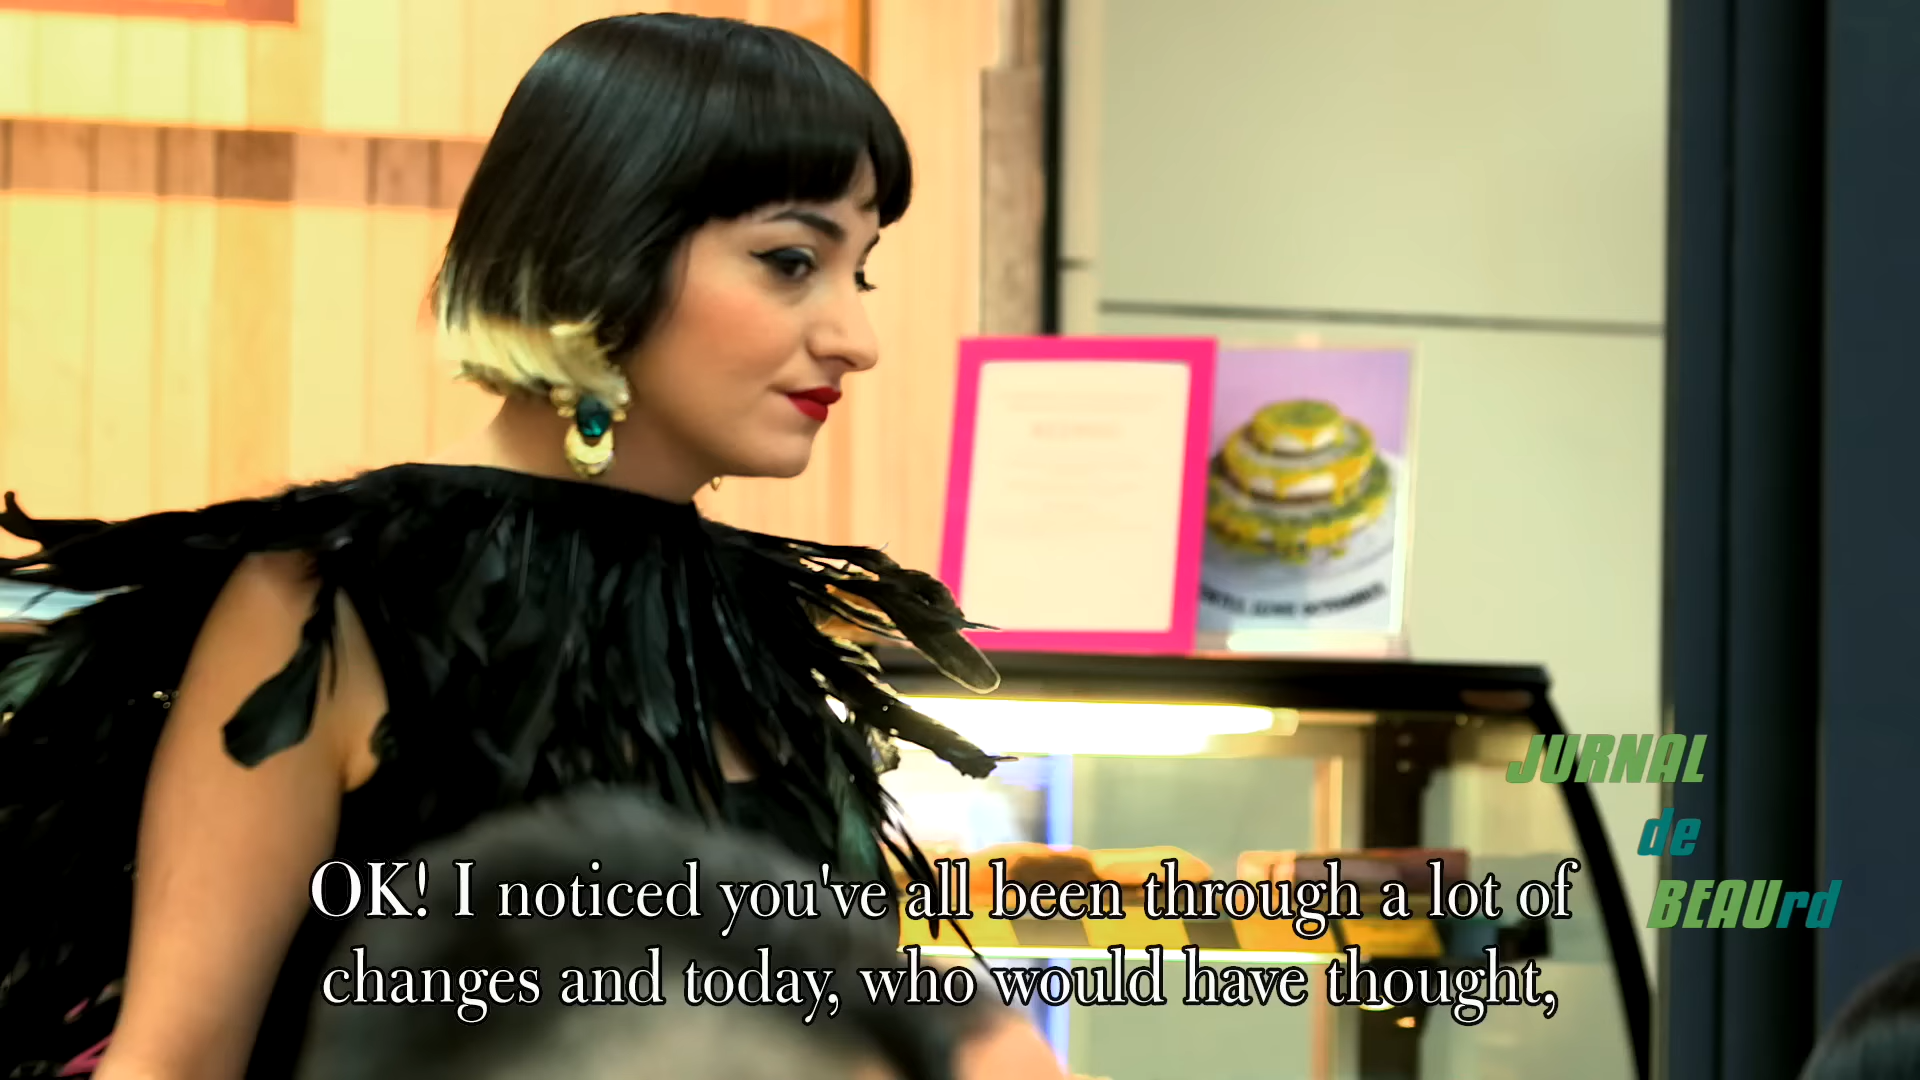 JURNAL
de
BEAUrd
OK! I noticed you've all been through a lot of
changes and today, who would have thought,